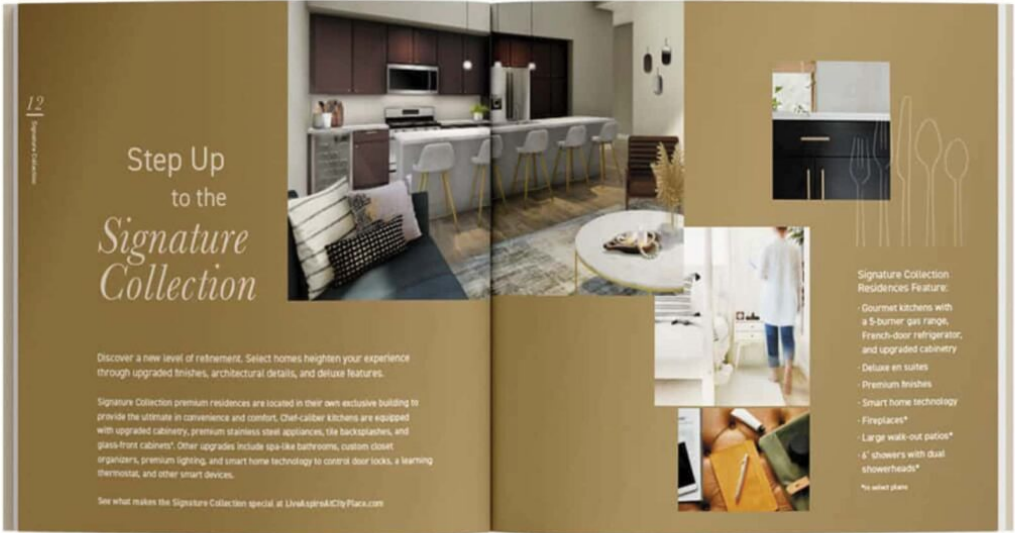 12
Signature Collection
Step Up
to the
Signature
Collection
Discover a new level of refinement. Select homes heighten your experience
through upgraded finishes, architectural details, and deluxe features.
Signature Collection premium residences are located in their own exclusive building to
provide the ultimate in convenience and comfort. Chef-caliber kitchens are equipped
with upgraded cabinetry, premium stainless steel appliances, tile backsplashes, and
glass-front cabinets*. Other upgrades include spa-like bathrooms, custom closet
organizers, premium lighting, and smart home technology to control door locks, a learning
thermostat, and other smart devices.
See what makes the Signature Collection special at LiveAspireAtCityPlace.com
Signature Collection
Residences Feature:
· Gourmet kitchens with
a 5-burner gas range,
French-door refrigerator,
and upgraded cabinetry
· Deluxe en suites
· Premium finishes
· Smart home technology
· Fireplaces*
· Large walk-out patios*
· 6' showers with dual
showerheads*
*In select plans